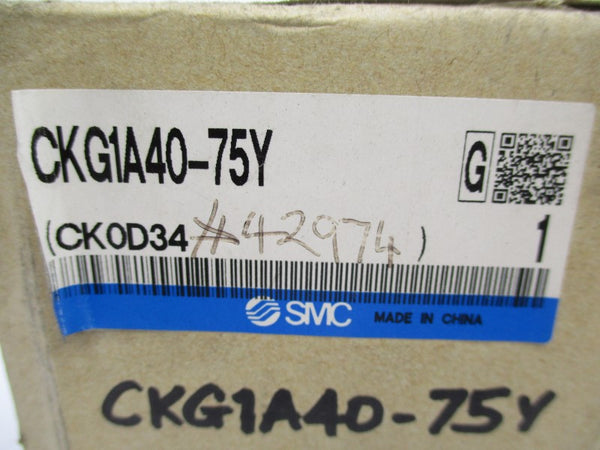 CKG1A40-75Y
G
(CK0D34 #42974 ) 1
SMC MADE IN CHINA
CKG1A40-75Y